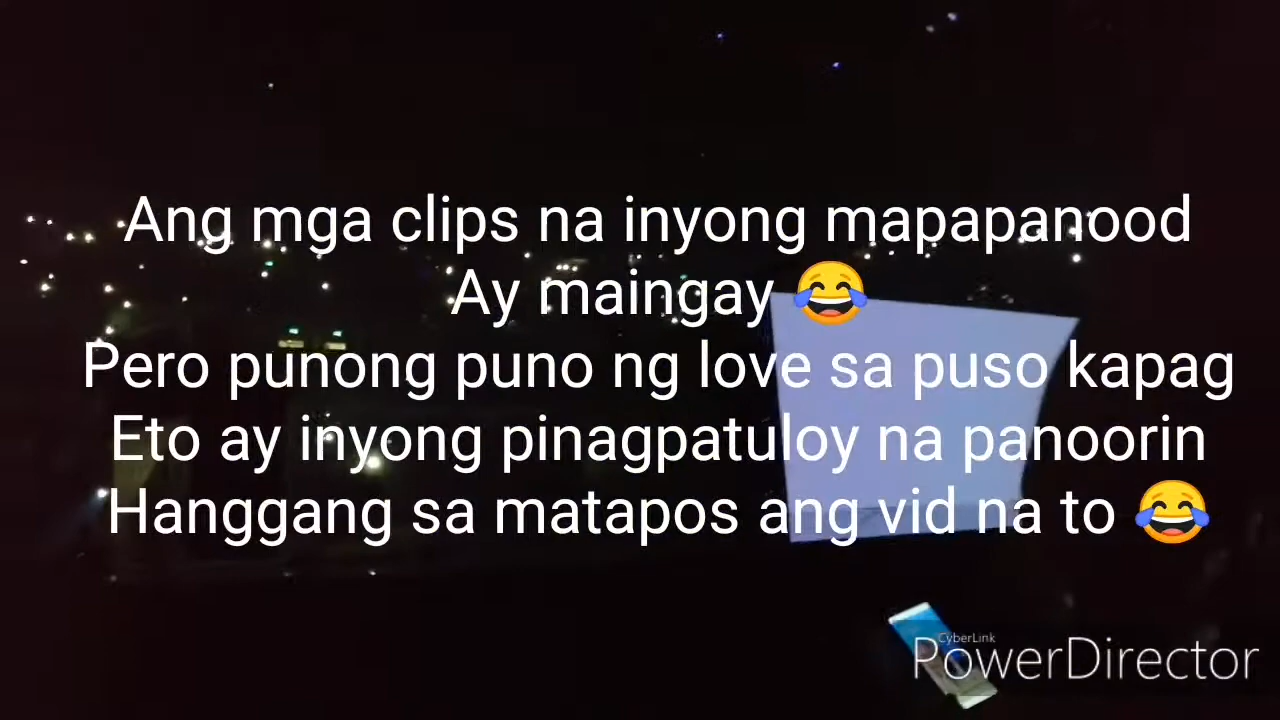 Ang mga clips na inyong mapapanood
Ay maingay 😂
Pero punong puno ng love sa puso kapag
Eto ay inyong pinagpatuloy na panoorin
Hanggang sa matapos ang vid na to 😂
CyberLink
PowerDirector